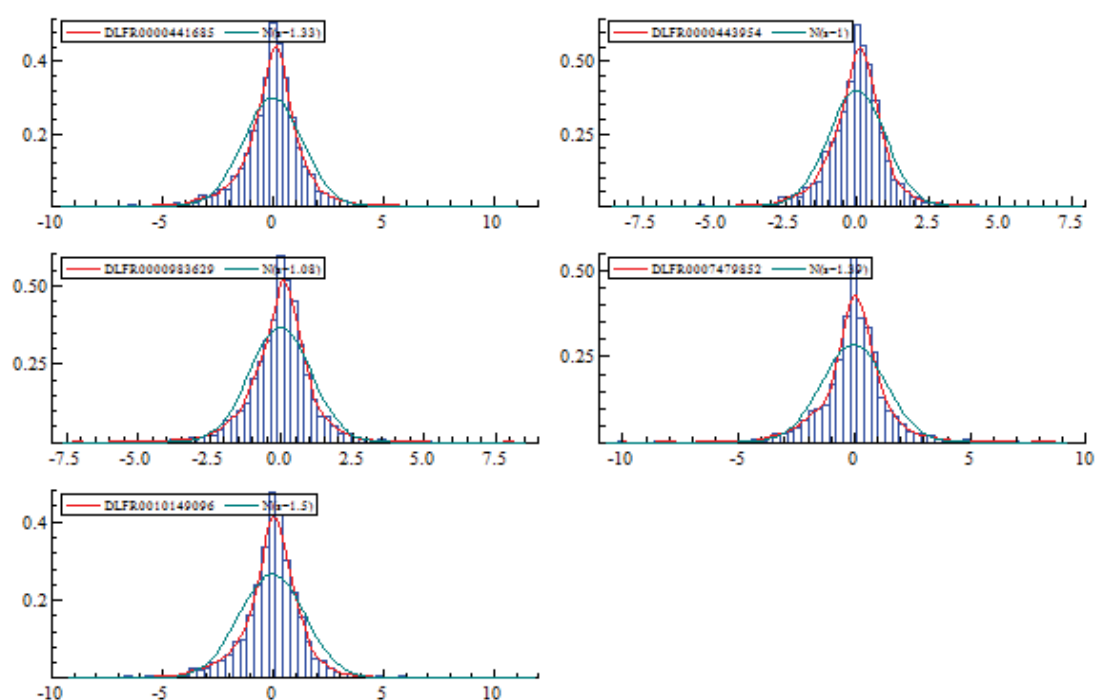 DLFR0000441685 N(s=1.33)
0.4
0.2
-10 -5 0 5 10
DLFR0000443954 N(s=1)
0.50
0.25
-7.5 -5.0 -2.5 0.0 2.5 5.0 7.5
DLFR0000983629 N(s=1.08)
0.50
0.25
-7.5 -5.0 -2.5 0.0 2.5 5.0 7.5
DLFR0007479852 N(s=1.39)
0.50
0.25
-10 -5 0 5 10
DLFR0010149096 N(s=1.5)
0.4
0.2
-10 -5 0 5 10